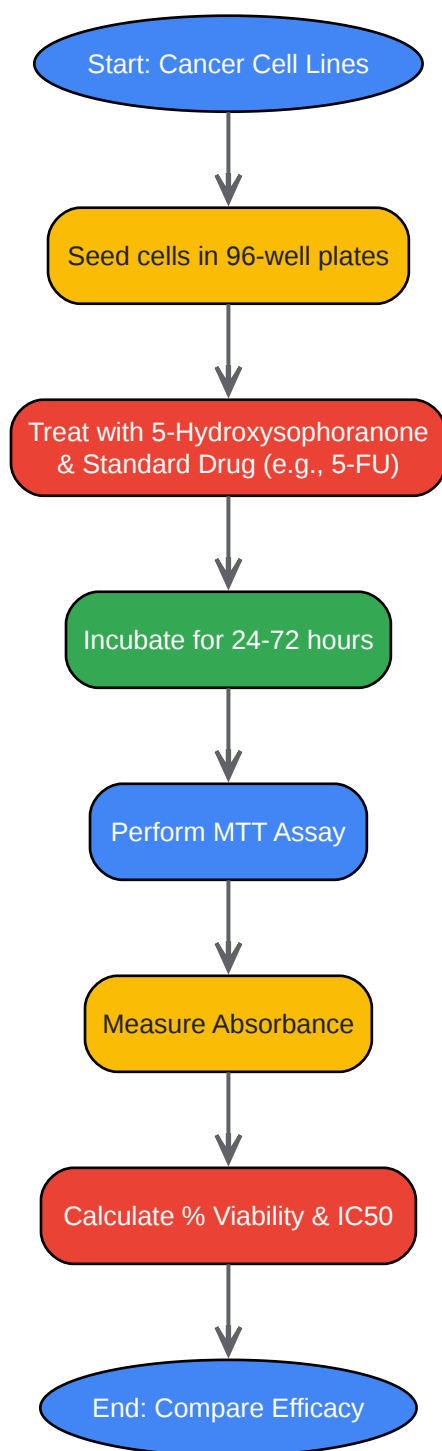 Start: Cancer Cell Lines
Seed cells in 96-well plates
Treat with 5-Hydroxysophoranone
& Standard Drug (e.g., 5-FU)
Incubate for 24-72 hours
Perform MTT Assay
Measure Absorbance
Calculate % Viability & IC50
End: Compare Efficacy